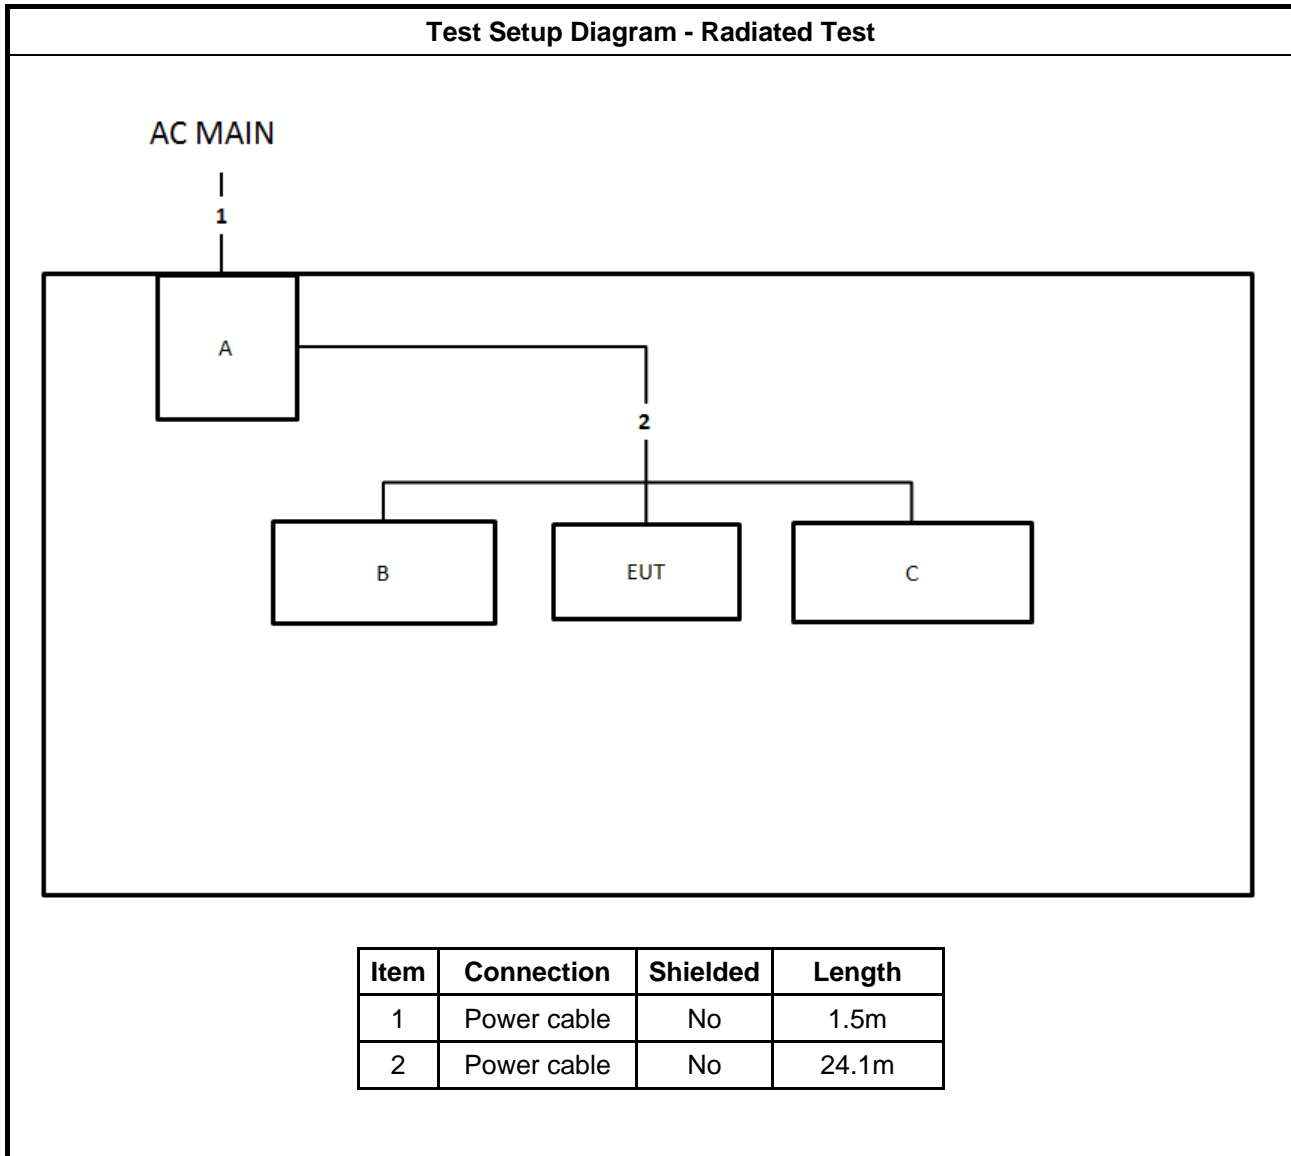 Test Setup Diagram - Radiated Test
AC MAIN
1
A
2
B EUT C
Item Connection Shielded Length
1 Power cable No 1.5m
2 Power cable No 24.1m